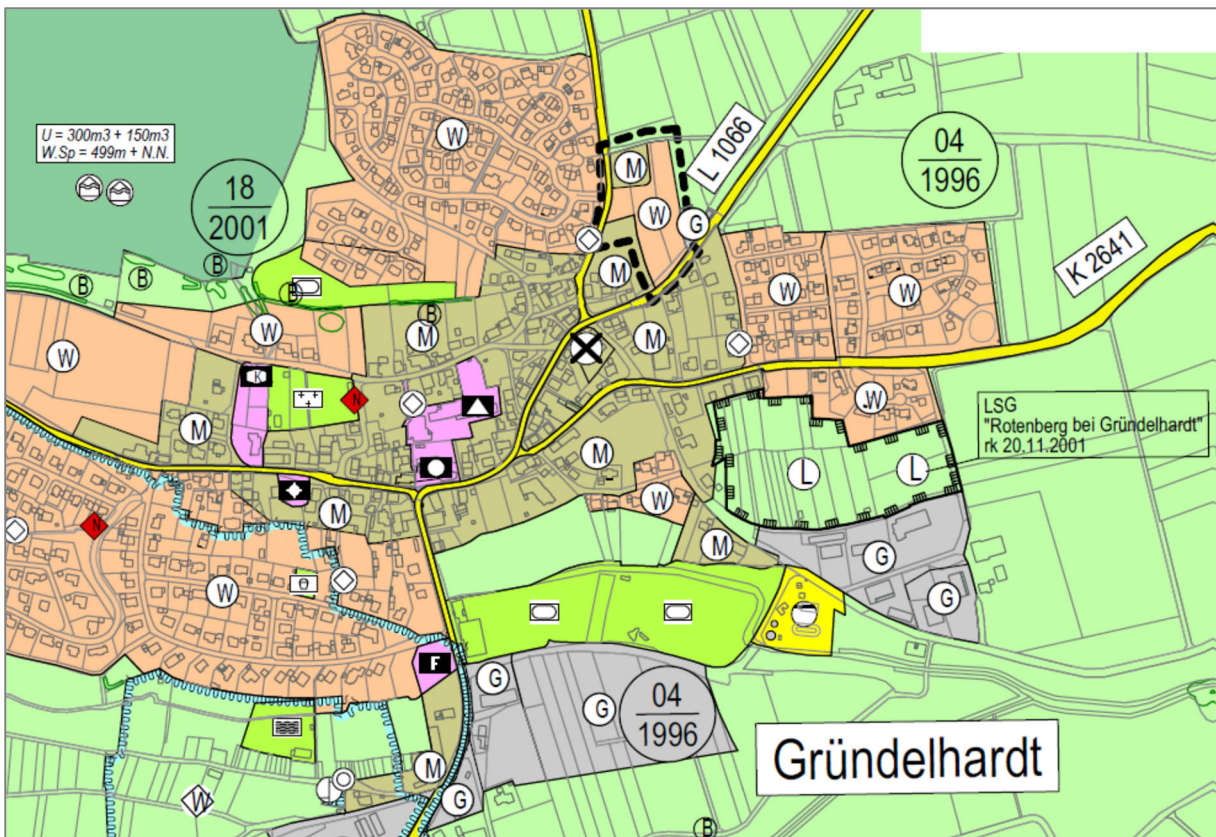 U = 300m3 + 150m3
W.Sp = 499m + N.N.
18
2001
04
1996
L 1066
K 2641
W
M
W
G
M
B
B
B
B
B
W
W
W
M
M
W
K
N
M
LSG
"Rotenberg bei Gründelhardt"
rk 20.11.2001
W
M
L
L
N
M
W
M
G
W
G
F
G
G
04
1996
Gründelhardt
M
W
G
B